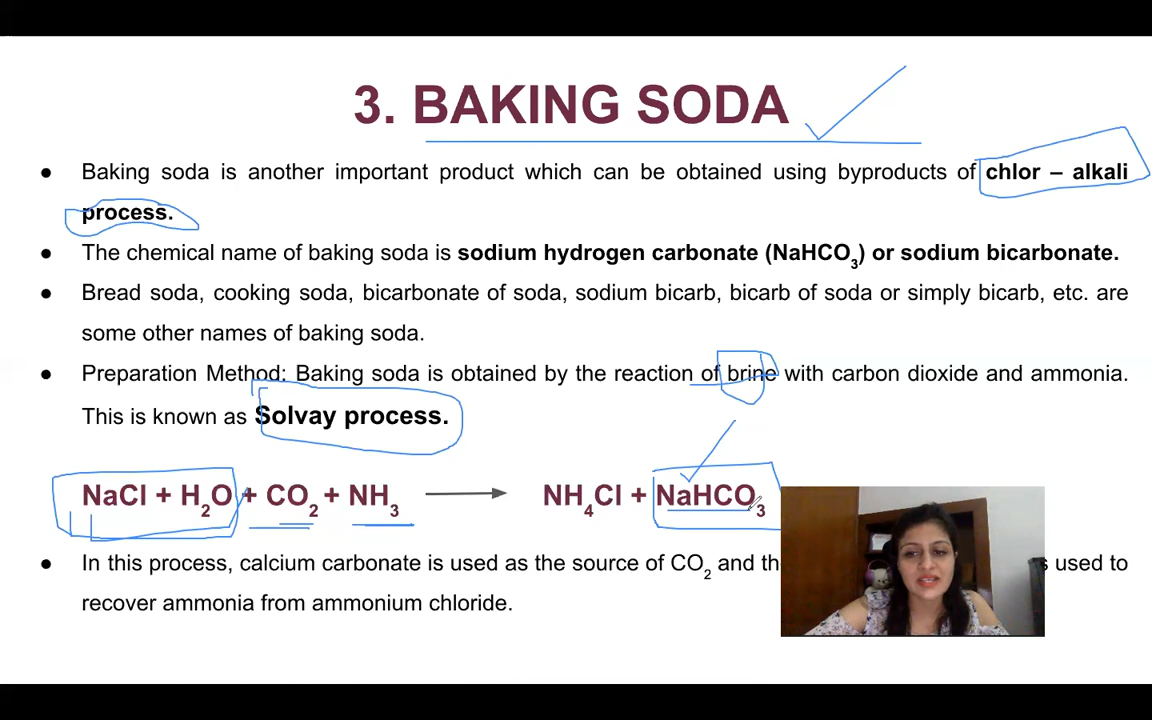 3. BAKING SODA
● Baking soda is another important product which can be obtained using byproducts of chlor – alkali
process.
● The chemical name of baking soda is sodium hydrogen carbonate (NaHCO₃) or sodium bicarbonate.
● Bread soda, cooking soda, bicarbonate of soda, sodium bicarb, bicarb of soda or simply bicarb, etc. are
some other names of baking soda.
● Preparation Method: Baking soda is obtained by the reaction of brine with carbon dioxide and ammonia.
This is known as Solvay process.
NaCl + H₂O + CO₂ + NH₃ ⟶ NH₄Cl + NaHCO₃
● In this process, calcium carbonate is used as the source of CO₂ and used to
recover ammonia from ammonium chloride.